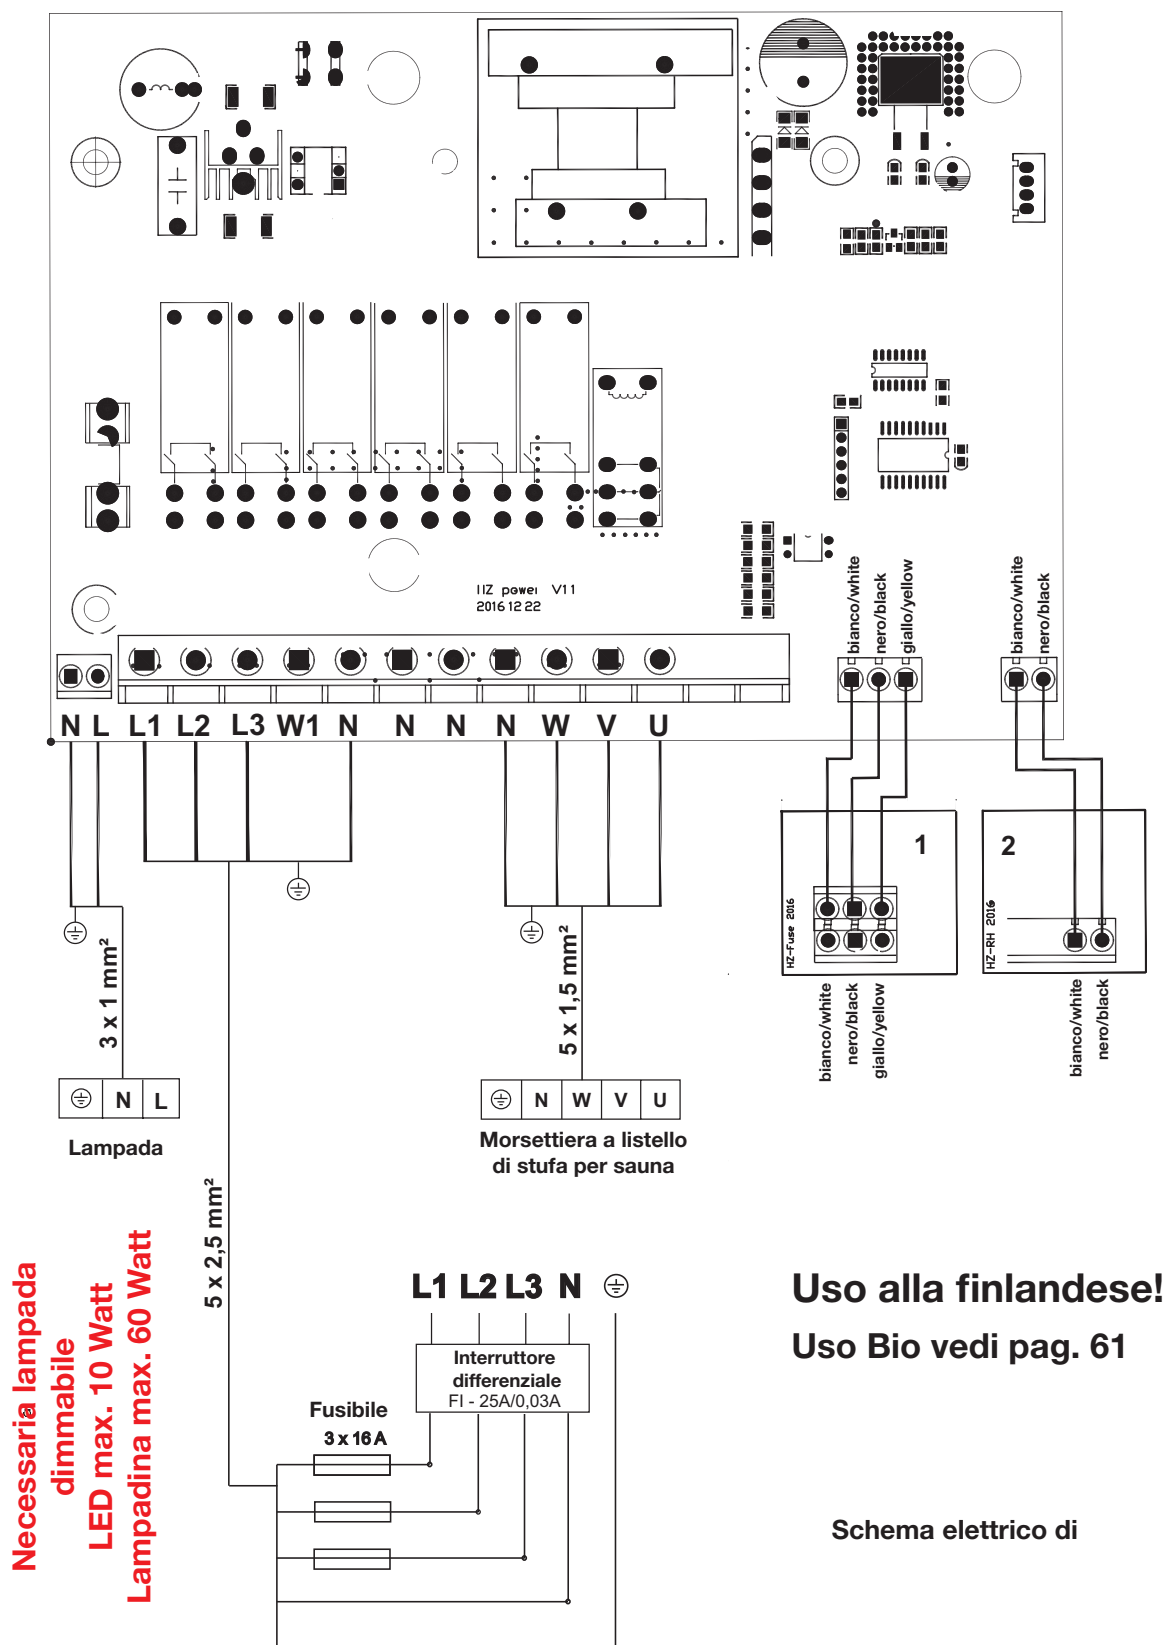 HZ power V11
2016 12 22
bianco/white
nero/black
giallo/yellow
bianco/white
nero/black
N L L1 L2 L3 W1 N N N N W V U
1
HZ-Fuse 2016
2
HZ-RH 2016
bianco/white
nero/black
giallo/yellow
bianco/white
nero/black
3 x 1 mm²
5 x 1,5 mm²
N L
Lampada
N W V U
Morsettiera a listello
di stufa per sauna
5 x 2,5 mm²
Necessaria lampada
dimmabile
LED max. 10 Watt
Lampadina max. 60 Watt
L1 L2 L3 N
Interruttore
differenziale
FI - 25A/0,03A
Fusibile
3 x 16 A
Uso alla finlandese!
Uso Bio vedi pag. 61
Schema elettrico di